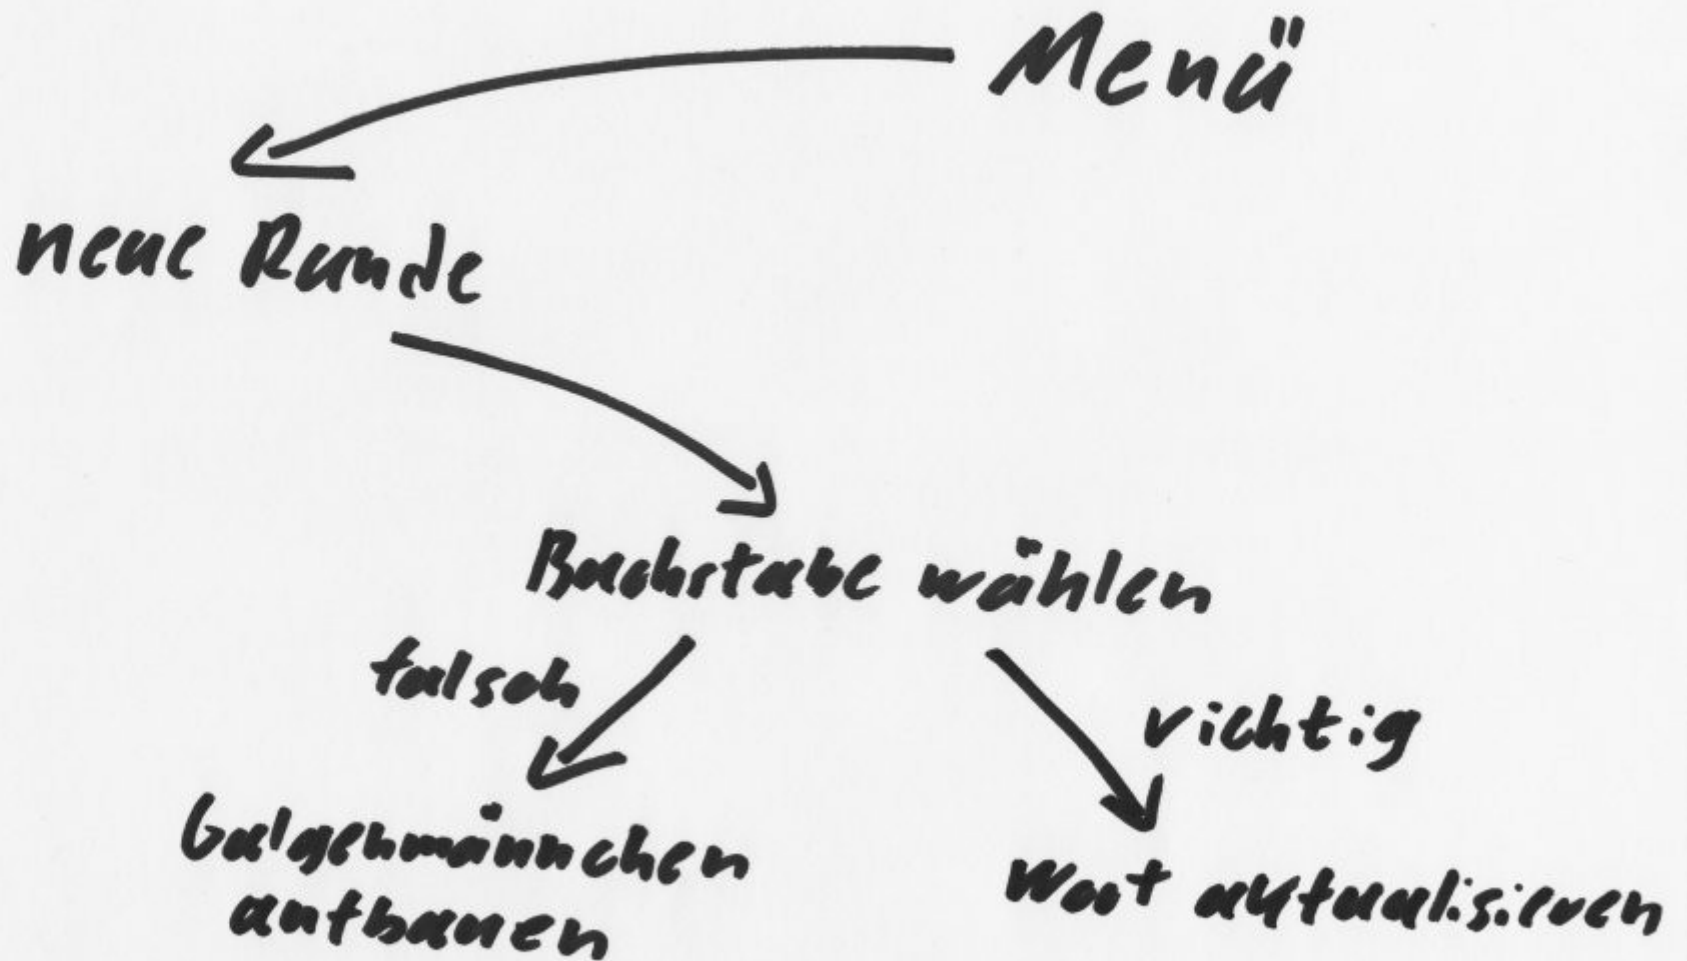 Menü
neue Runde
Buchstabe wählen
falsch
richtig
Galgenmännchen
aufbauen
Wort aktualisieren